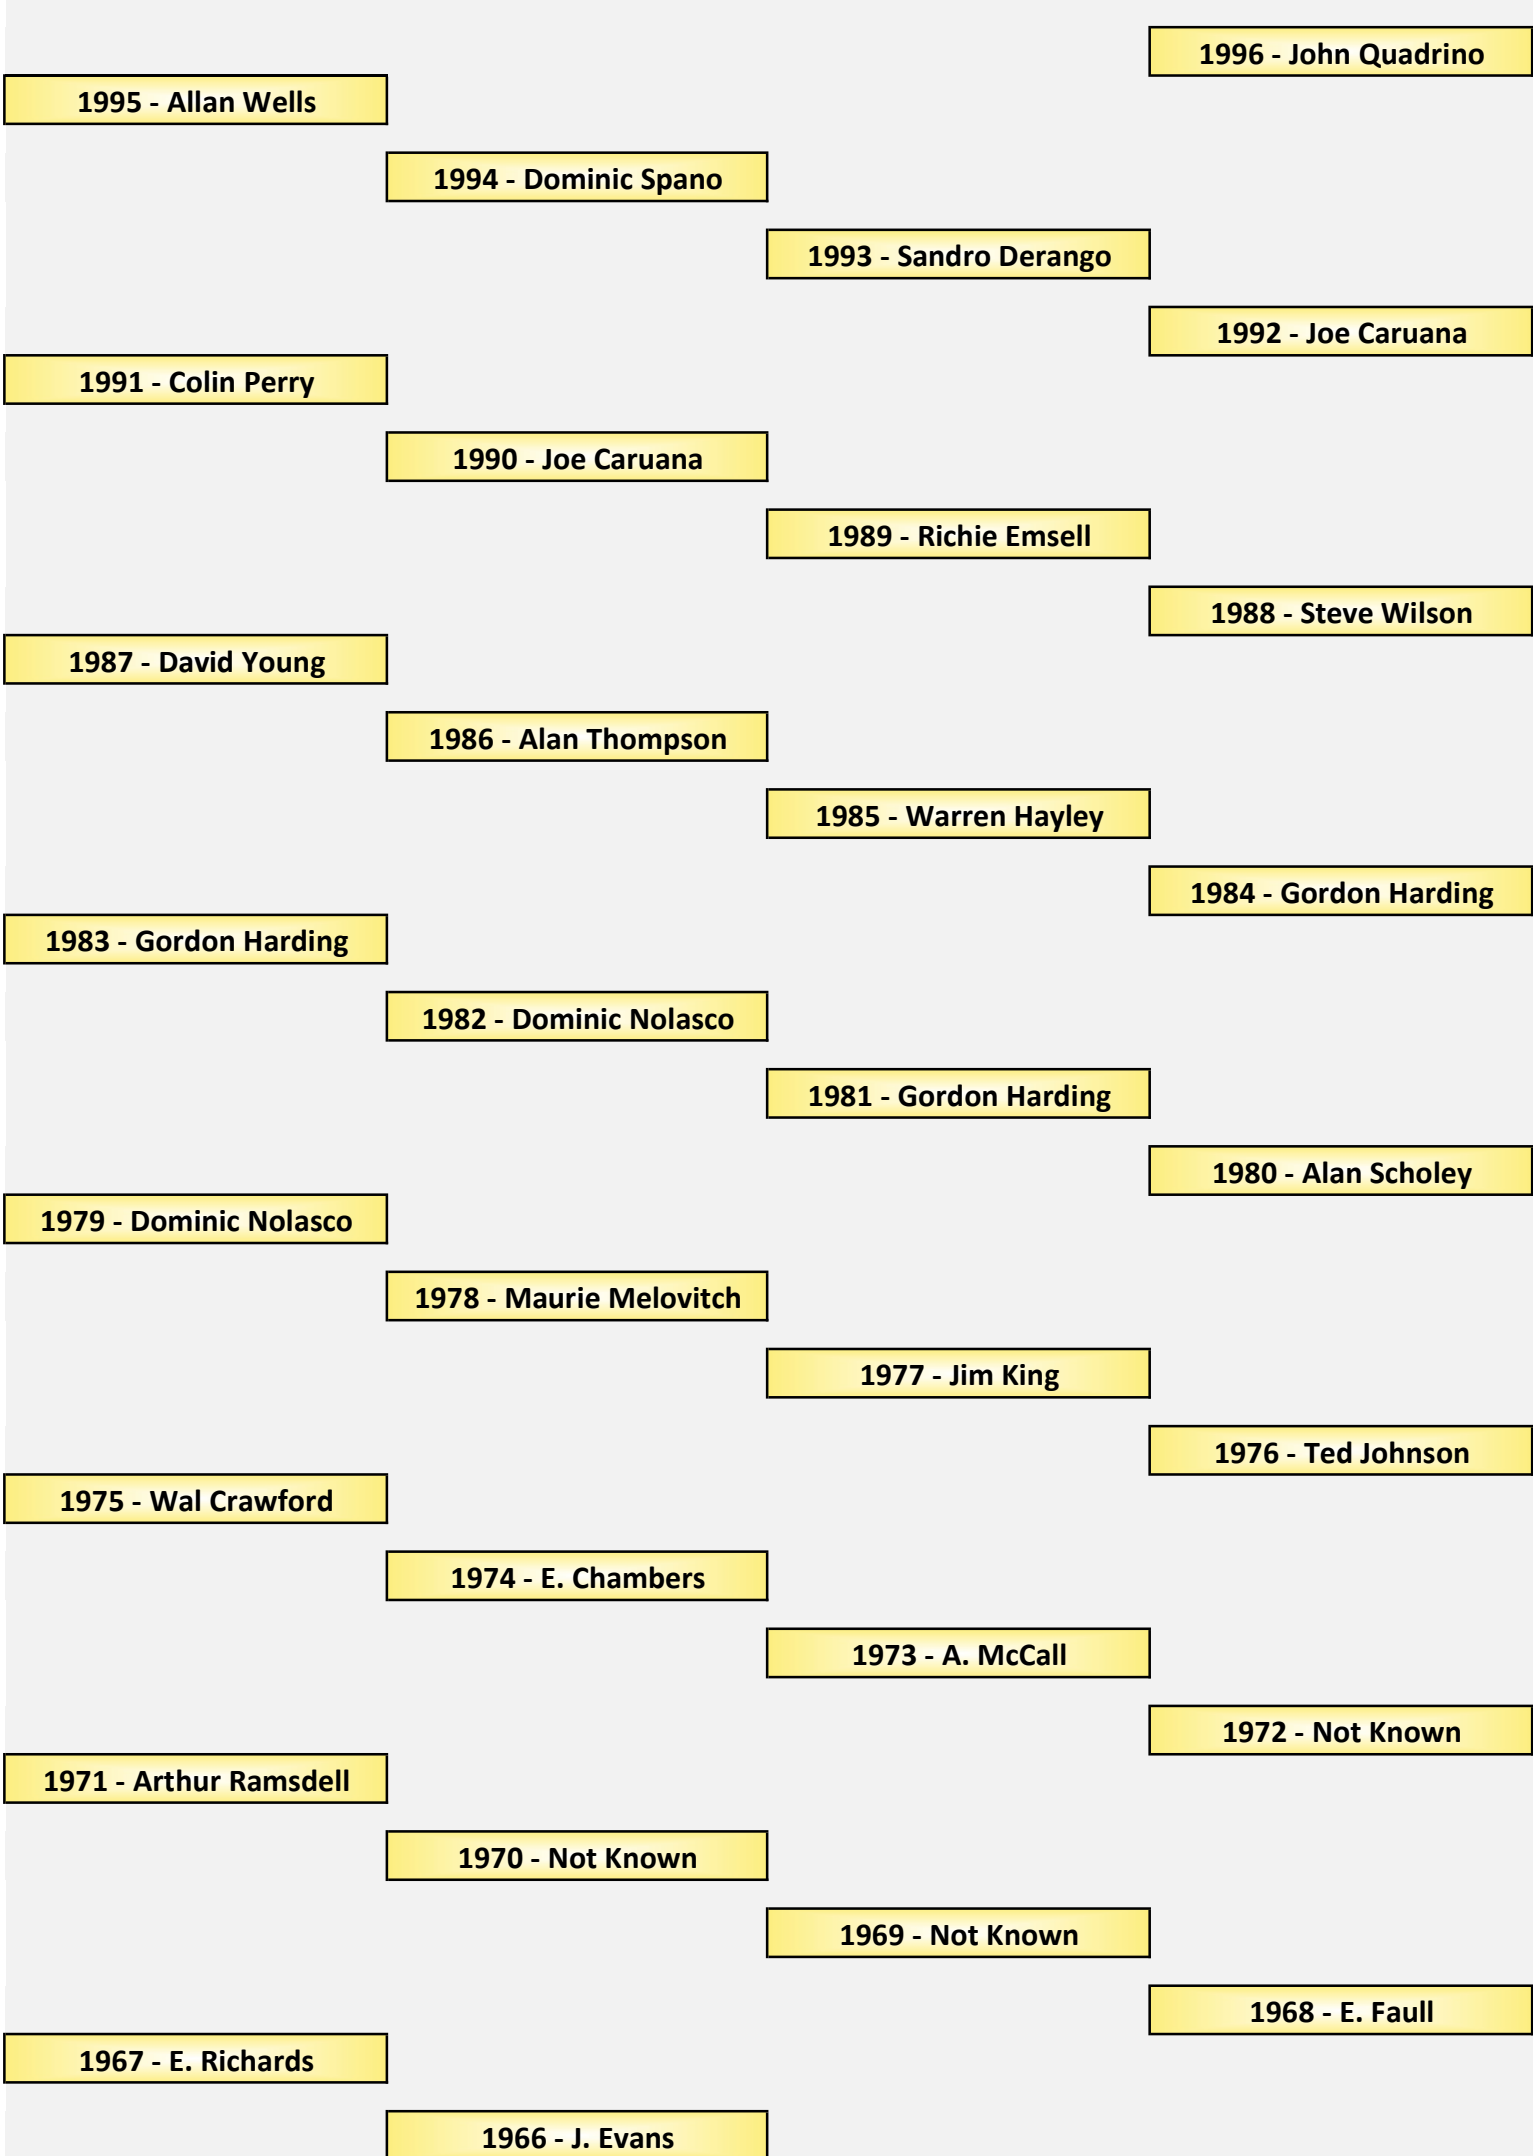 1996 - John Quadrino
1995 - Allan Wells
1994 - Dominic Spano
1993 - Sandro Derango
1992 - Joe Caruana
1991 - Colin Perry
1990 - Joe Caruana
1989 - Richie Emsell
1988 - Steve Wilson
1987 - David Young
1986 - Alan Thompson
1985 - Warren Hayley
1984 - Gordon Harding
1983 - Gordon Harding
1982 - Dominic Nolasco
1981 - Gordon Harding
1980 - Alan Scholey
1979 - Dominic Nolasco
1978 - Maurie Melovitch
1977 - Jim King
1976 - Ted Johnson
1975 - Wal Crawford
1974 - E. Chambers
1973 - A. McCall
1972 - Not Known
1971 - Arthur Ramsdell
1970 - Not Known
1969 - Not Known
1968 - E. Faull
1967 - E. Richards
1966 - J. Evans